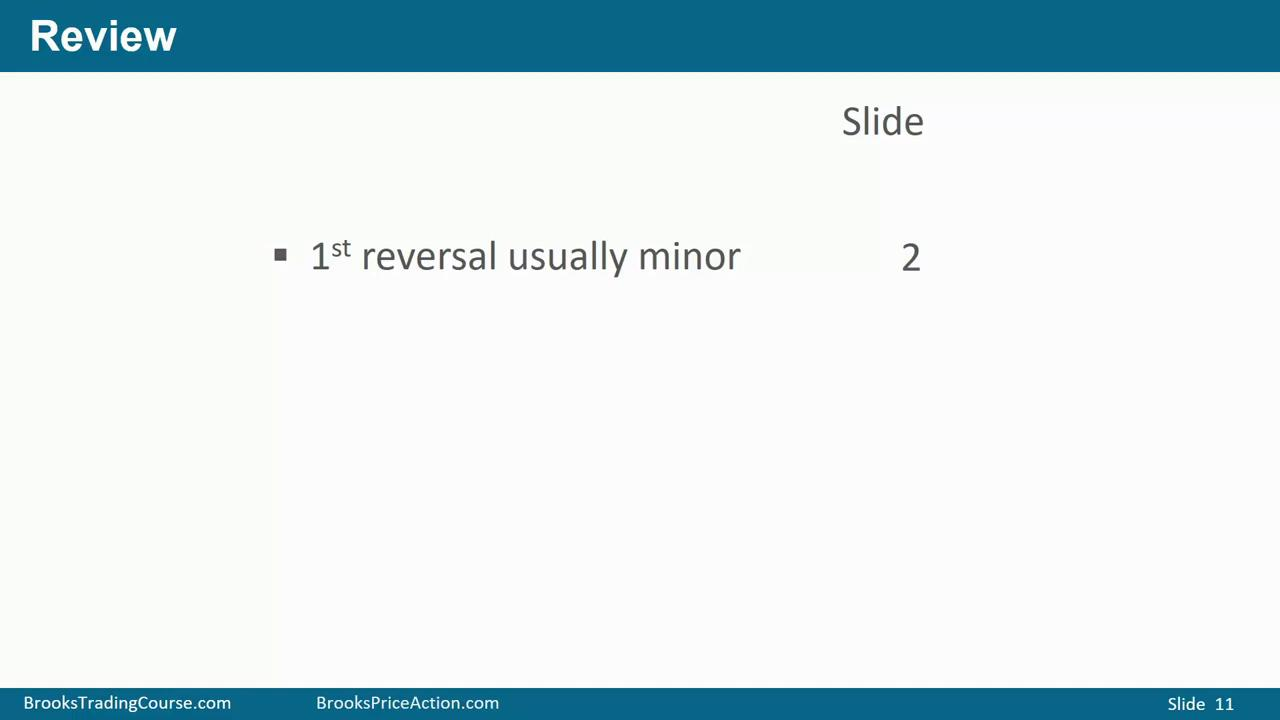 Review
Slide
▪ 1st reversal usually minor 2
BrooksTradingCourse.com BrooksPriceAction.com Slide 11